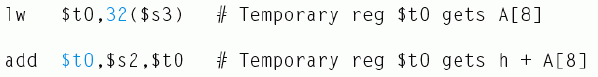 lw $t0,32($s3) # Temporary reg $t0 gets A[8]
add $t0,$s2,$t0 # Temporary reg $t0 gets h + A[8]